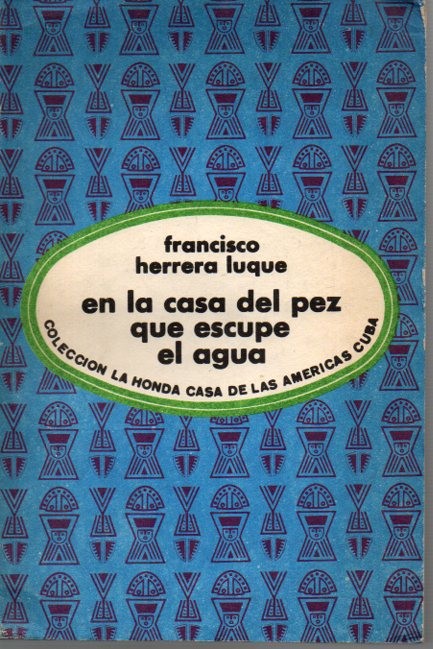 francisco
herrera luque
en la casa del pez
que escupe
el agua
COLECCION LA HONDA CASA DE LAS AMERICAS CUBA